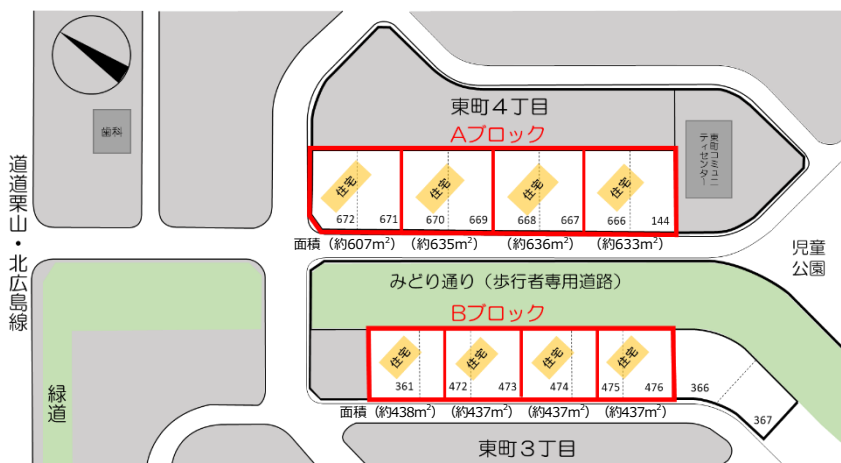 東町4丁目
Aブロック
歯科
東町コミュニ
ティセンター
住宅
住宅
住宅
住宅
672
671
670
669
668
667
666
144
面積（約607m²）
（約635m²）
（約636m²）
（約633m²）
道道栗山・北広島線
児童
公園
みどり通り（歩行者専用道路）
Bブロック
住宅
住宅
住宅
住宅
361
472
473
474
475
476
366
367
面積（約438m²）
（約437m²）
（約437m²）
（約437m²）
緑道
東町3丁目